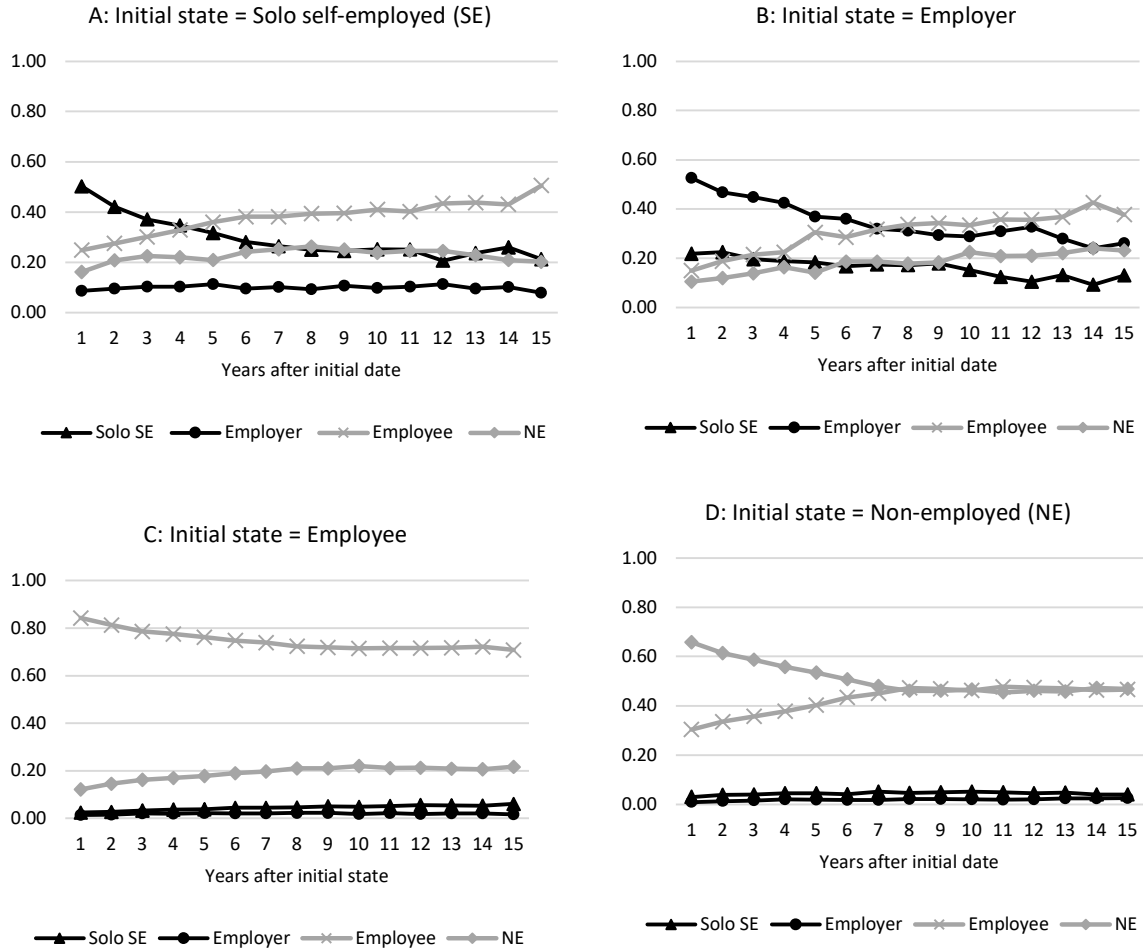 A: Initial state = Solo self-employed (SE)
1.00
0.80
0.60
0.40
0.20
0.00
1 2 3 4 5 6 7 8 9 10 11 12 13 14 15
Years after initial date
Solo SE Employer Employee NE
B: Initial state = Employer
1.00
0.80
0.60
0.40
0.20
0.00
1 2 3 4 5 6 7 8 9 10 11 12 13 14 15
Years after initial date
Solo SE Employer Employee NE
C: Initial state = Employee
1.00
0.80
0.60
0.40
0.20
0.00
1 2 3 4 5 6 7 8 9 10 11 12 13 14 15
Years after initial state
Solo SE Employer Employee NE
D: Initial state = Non-employed (NE)
1.00
0.80
0.60
0.40
0.20
0.00
1 2 3 4 5 6 7 8 9 10 11 12 13 14 15
Years after initial date
Solo SE Employer Employee NE